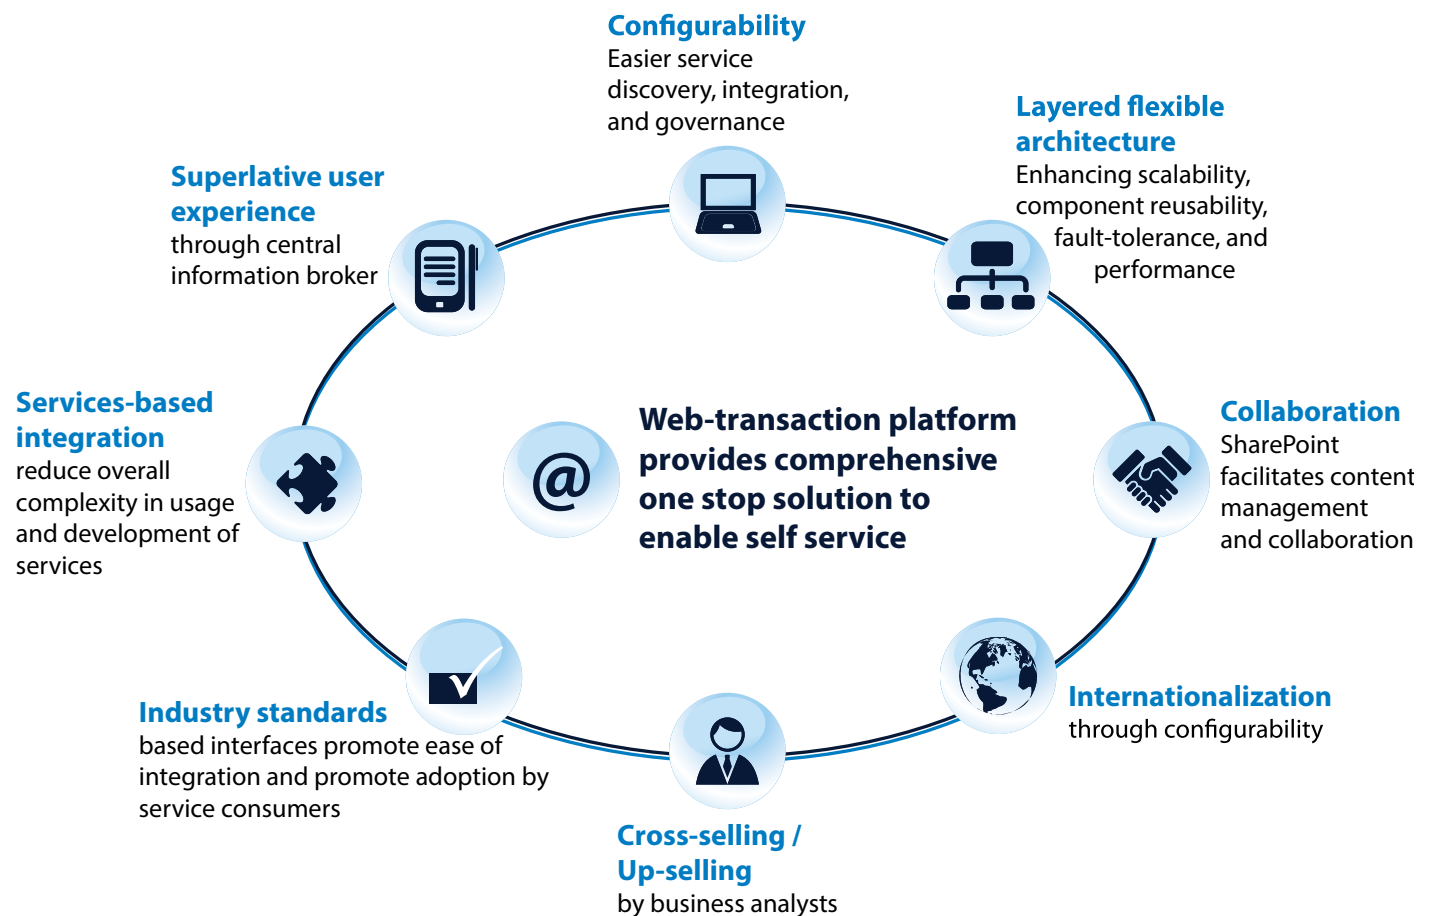 Configurability
Easier service
discovery, integration,
and governance
Layered flexible
architecture
Enhancing scalability,
component reusability,
fault-tolerance, and
performance
Superlative user
experience
through central
information broker
Services-based
integration
reduce overall
complexity in usage
and development of
services
@
Web-transaction platform
provides comprehensive
one stop solution to
enable self service
Collaboration
SharePoint
facilitates content
management
and collaboration
Internationalization
through configurability
Industry standards
based interfaces promote ease of
integration and promote adoption by
service consumers
Cross-selling /
Up-selling
by business analysts